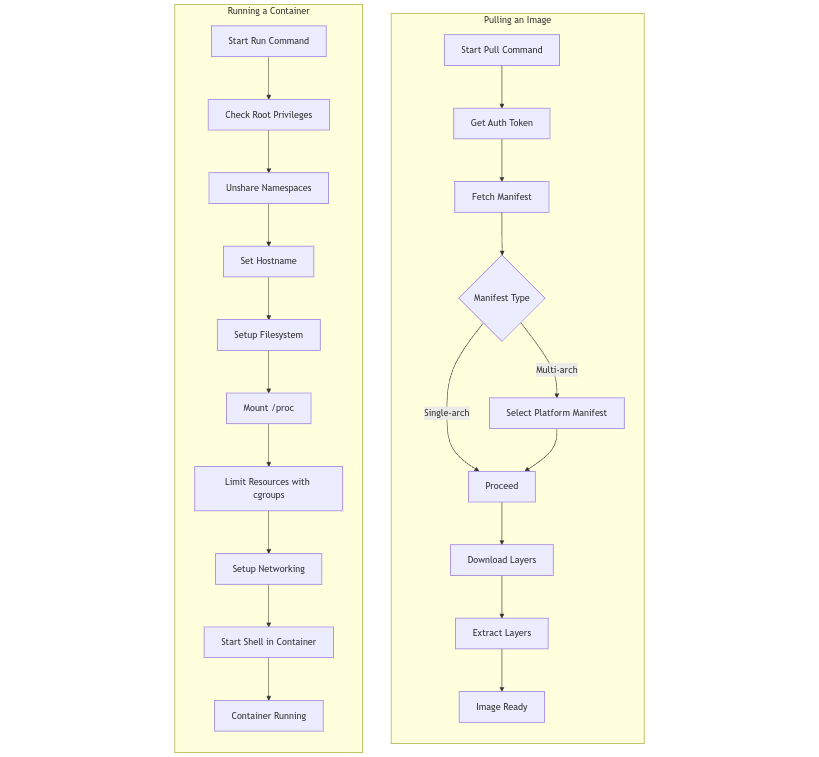 Running a Container
Start Run Command
Check Root Privileges
Unshare Namespaces
Set Hostname
Setup Filesystem
Mount /proc
Limit Resources with
cgroups
Setup Networking
Start Shell in Container
Container Running
Pulling an Image
Start Pull Command
Get Auth Token
Fetch Manifest
Manifest Type
Multi-arch
Single-arch
Select Platform Manifest
Proceed
Download Layers
Extract Layers
Image Ready